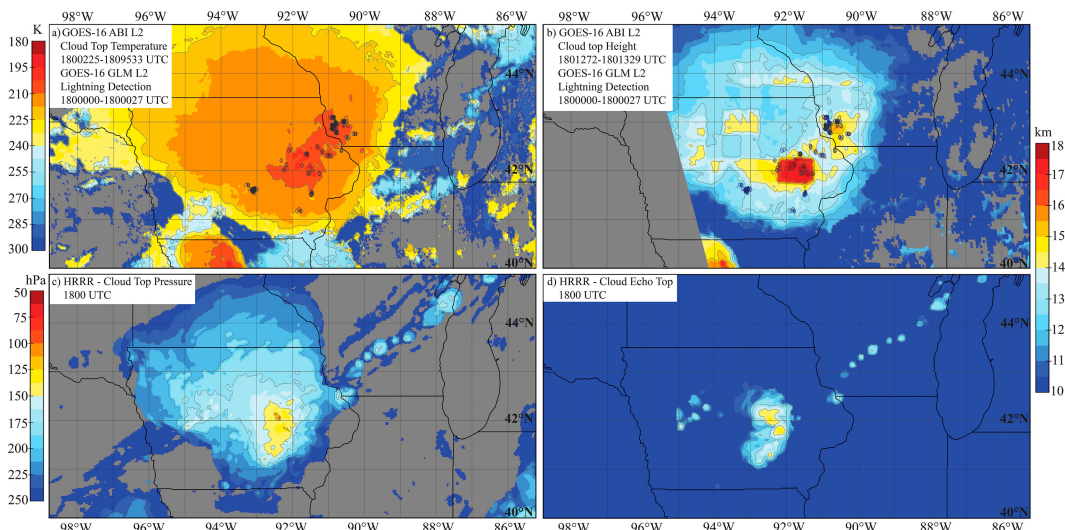 98°W 96°W 94°W 92°W 90°W 88°W 86°W
98°W 96°W 94°W 92°W 90°W 88°W 86°W
K
180
195
210
225
240
255
270
285
300
a) GOES-16 ABI L2
Cloud Top Temperature
1800225-1809533 UTC
GOES-16 GLM L2
Lightning Detection
1800000-1800027 UTC
44°N
42°N
40°N
b) GOES-16 ABI L2
Cloud top Height
1801272-1801329 UTC
GOES-16 GLM L2
Lightning Detection
1800000-1800027 UTC
44°N
42°N
40°N
km
18
17
16
15
14
13
12
11
10
hPa
50
75
100
125
150
175
200
225
250
c) HRRR - Cloud Top Pressure
1800 UTC
44°N
42°N
40°N
d) HRRR - Cloud Echo Top
1800 UTC
44°N
42°N
40°N
98°W 96°W 94°W 92°W 90°W 88°W 86°W
98°W 96°W 94°W 92°W 90°W 88°W 86°W